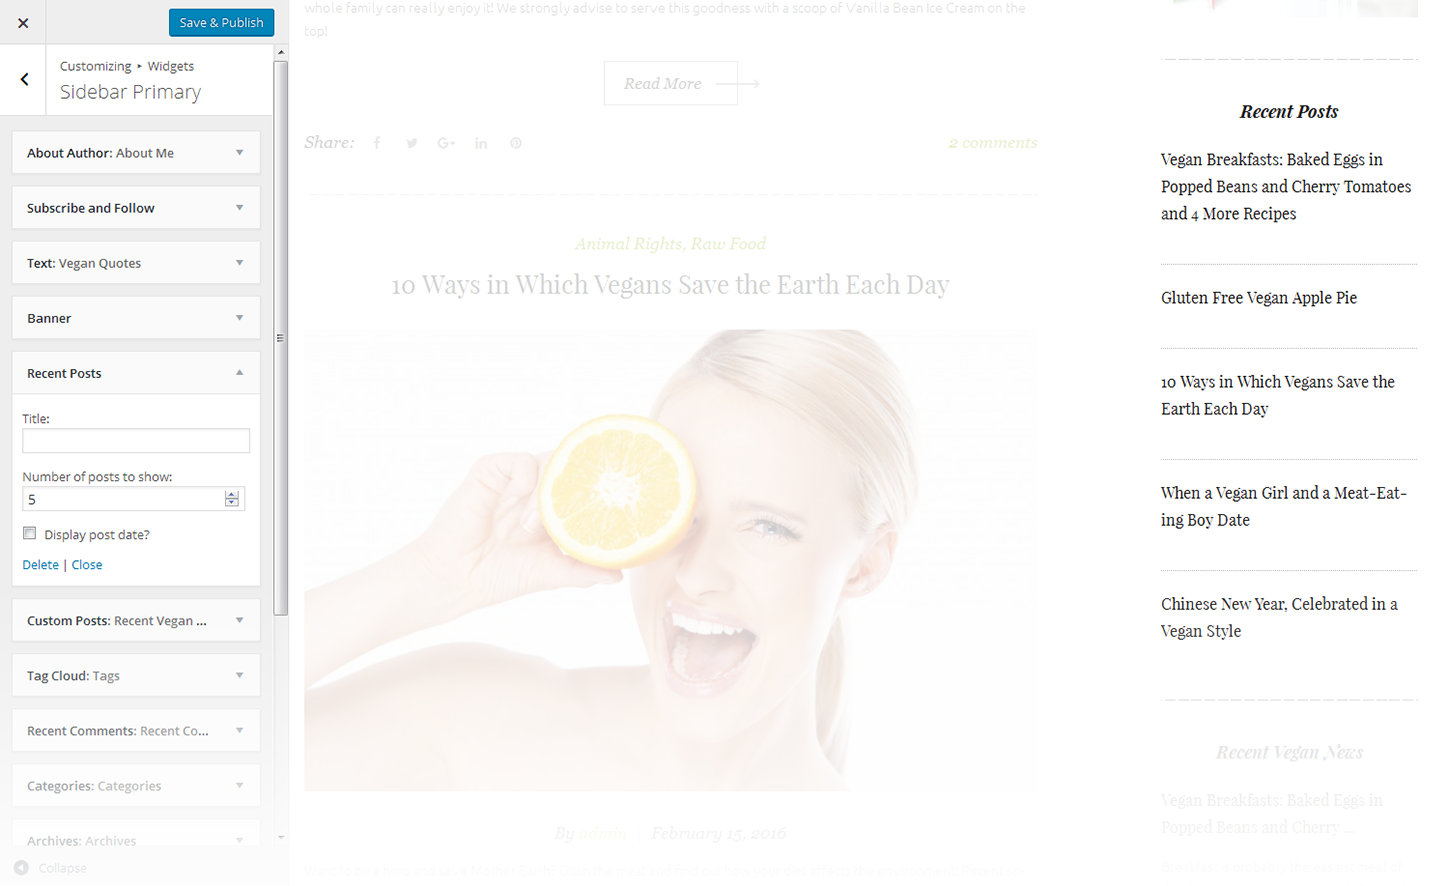 Save & Publish
Customizing ▸ Widgets
Sidebar Primary
About Author: About Me
Subscribe and Follow
Text: Vegan Quotes
Banner
Recent Posts
Title:
Number of posts to show:
5
Display post date?
Delete | Close
Custom Posts: Recent Vegan ...
Tag Cloud: Tags
Recent Comments: Recent Co...
Categories: Categories
Archives: Archives
Collapse
whole family can really enjoy it! We strongly advise to serve this goodness with a scoop of Vanilla Bean Ice Cream on the
top!
Read More
Share:
2 comments
Animal Rights, Raw Food
10 Ways in Which Vegans Save the Earth Each Day
By admin | February 15, 2016
Recent Posts
Vegan Breakfasts: Baked Eggs in
Popped Beans and Cherry Tomatoes
and 4 More Recipes
Gluten Free Vegan Apple Pie
10 Ways in Which Vegans Save the
Earth Each Day
When a Vegan Girl and a Meat-Eat-
ing Boy Date
Chinese New Year, Celebrated in a
Vegan Style
Recent Vegan News
Vegan Breakfasts: Baked Eggs in
Popped Beans and Cherry ...